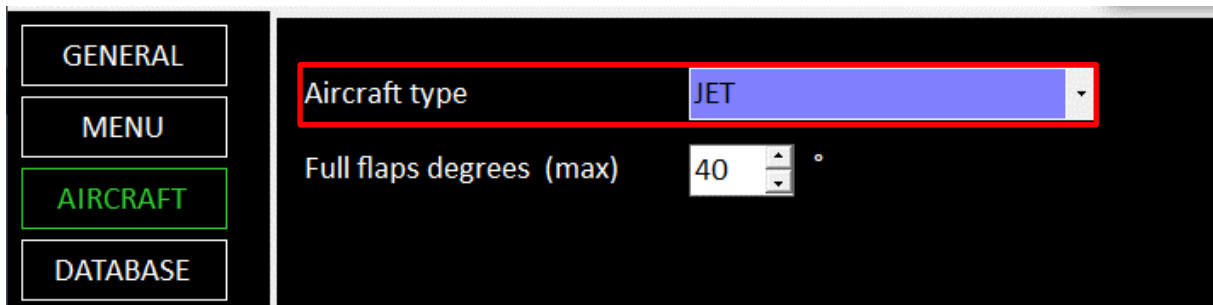 GENERAL
MENU
AIRCRAFT
DATABASE
Aircraft type JET
Full flaps degrees (max) 40 °